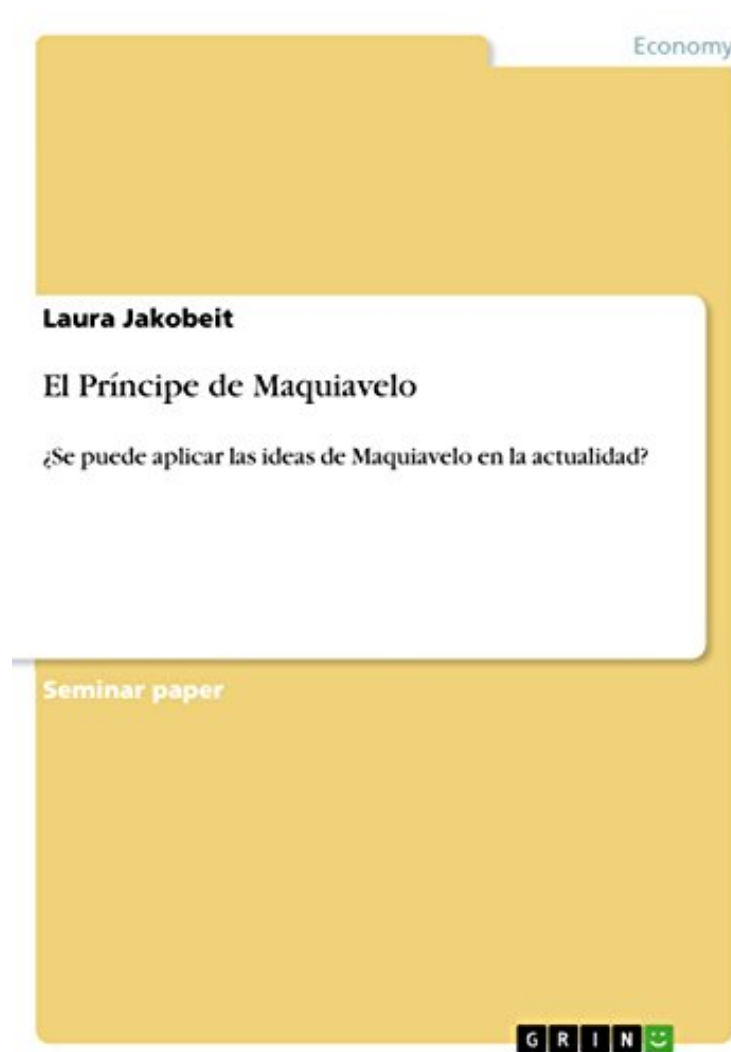 Economy
Laura Jakobeit
El Príncipe de Maquiavelo
¿Se puede aplicar las ideas de Maquiavelo en la actualidad?
Seminar paper
GRIN